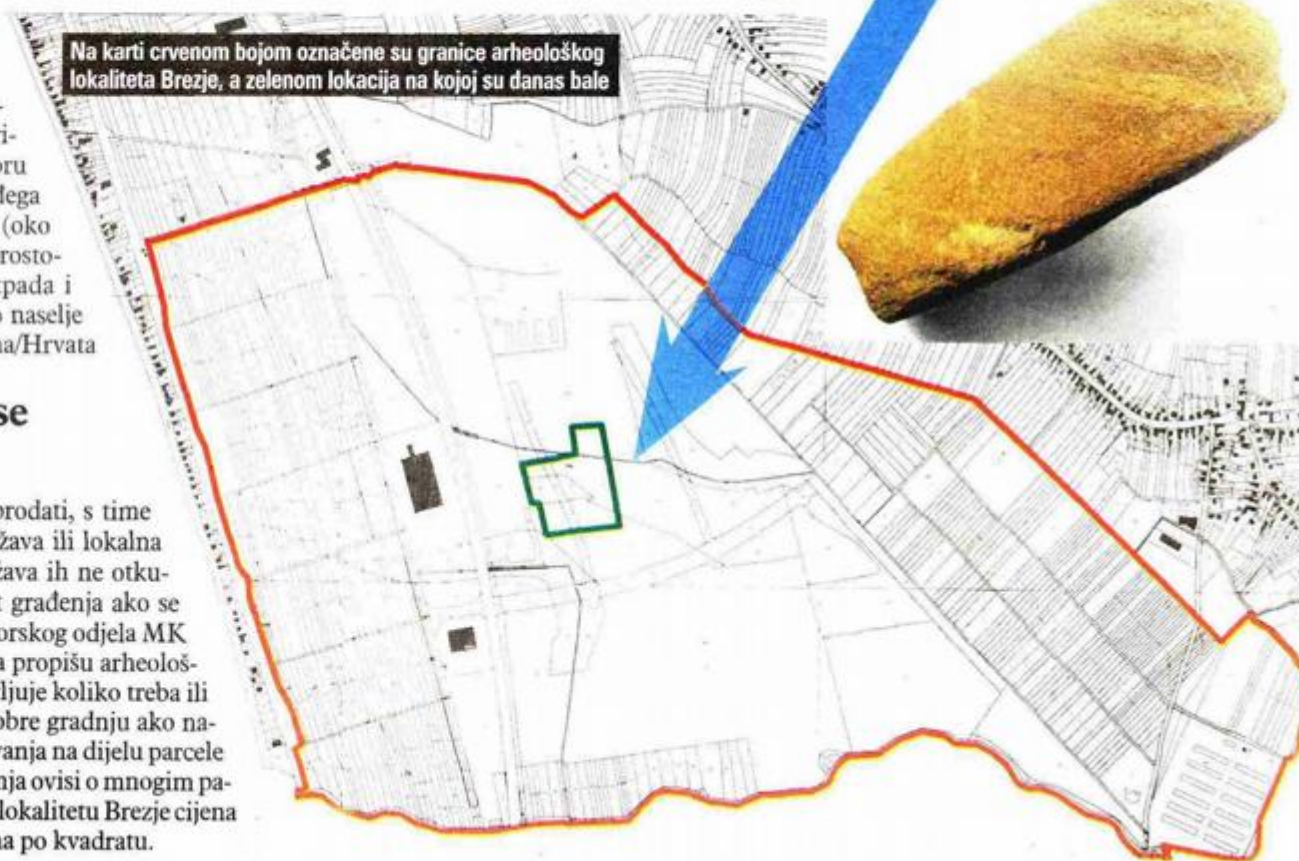 Na karti crvenom bojom označene su granice arheološkog
lokaliteta Brezje, a zelenom lokacija na kojoj su danas bale
ri-
oru
đega
(oko
rosto-
pada i
o naselje
na/Hrvata
se
prodati, s time
žava ili lokalna
žava ih ne otku-
t građenja ako se
orskog odjela MK
a propišu arheološ-
ljuje koliko treba ili
obre gradnju ako na-
vanja na dijelu parcele
nja ovisi o mnogim pa-
lokalitetu Brezje cijena
na po kvadratu.